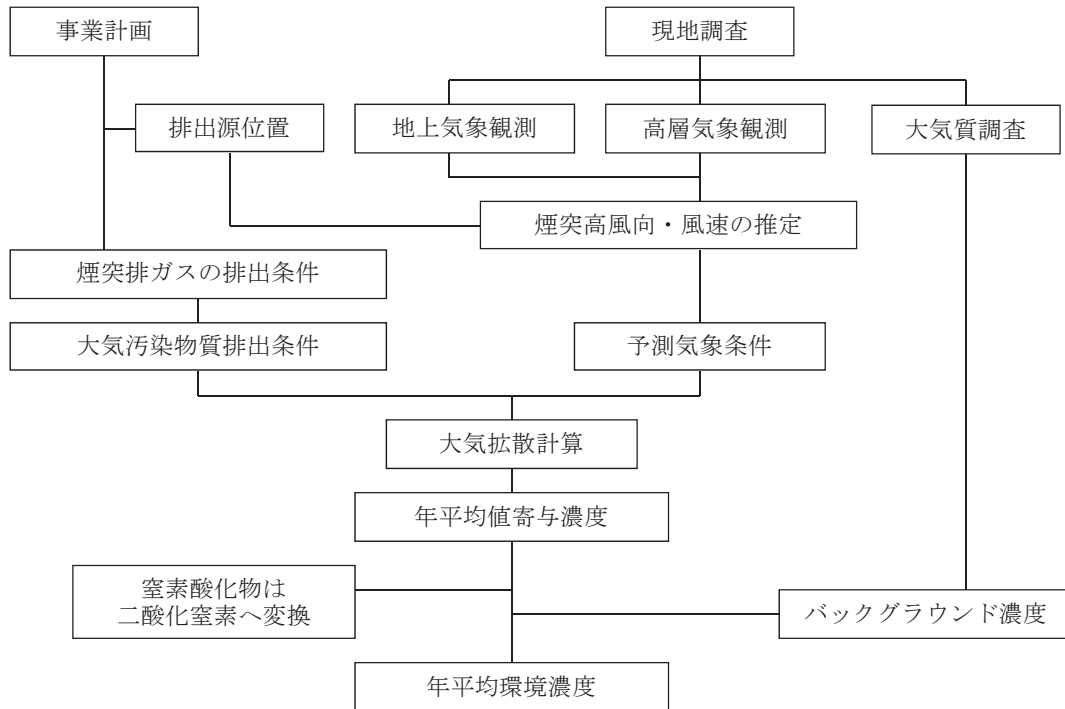 事業計画
現地調査
排出源位置
地上気象観測
高層気象観測
大気質調査
煙突高風向・風速の推定
煙突排ガスの排出条件
大気汚染物質排出条件
予測気象条件
大気拡散計算
年平均値寄与濃度
窒素酸化物は
二酸化窒素へ変換
バックグラウンド濃度
年平均環境濃度